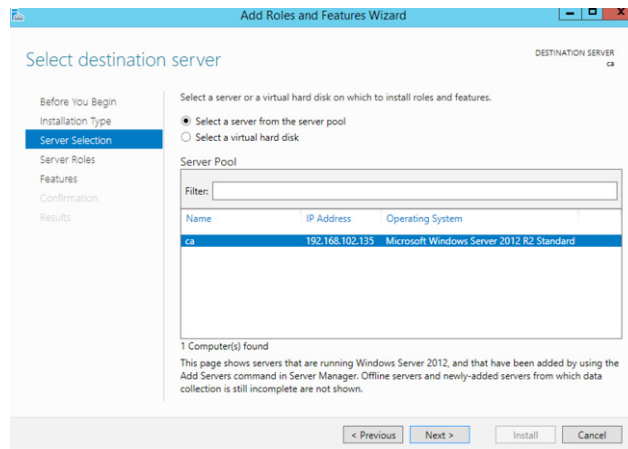 Add Roles and Features Wizard
Select destination server
DESTINATION SERVER
ca
Before You Begin
Installation Type
Server Selection
Server Roles
Features
Confirmation
Results
Select a server or a virtual hard disk on which to install roles and features.
Select a server from the server pool
Select a virtual hard disk
Server Pool
Filter:
Name IP Address Operating System
ca 192.168.102.135 Microsoft Windows Server 2012 R2 Standard
1 Computer(s) found
This page shows servers that are running Windows Server 2012, and that have been added by using the
Add Servers command in Server Manager. Offline servers and newly-added servers from which data
collection is still incomplete are not shown.
< Previous Next > Install Cancel